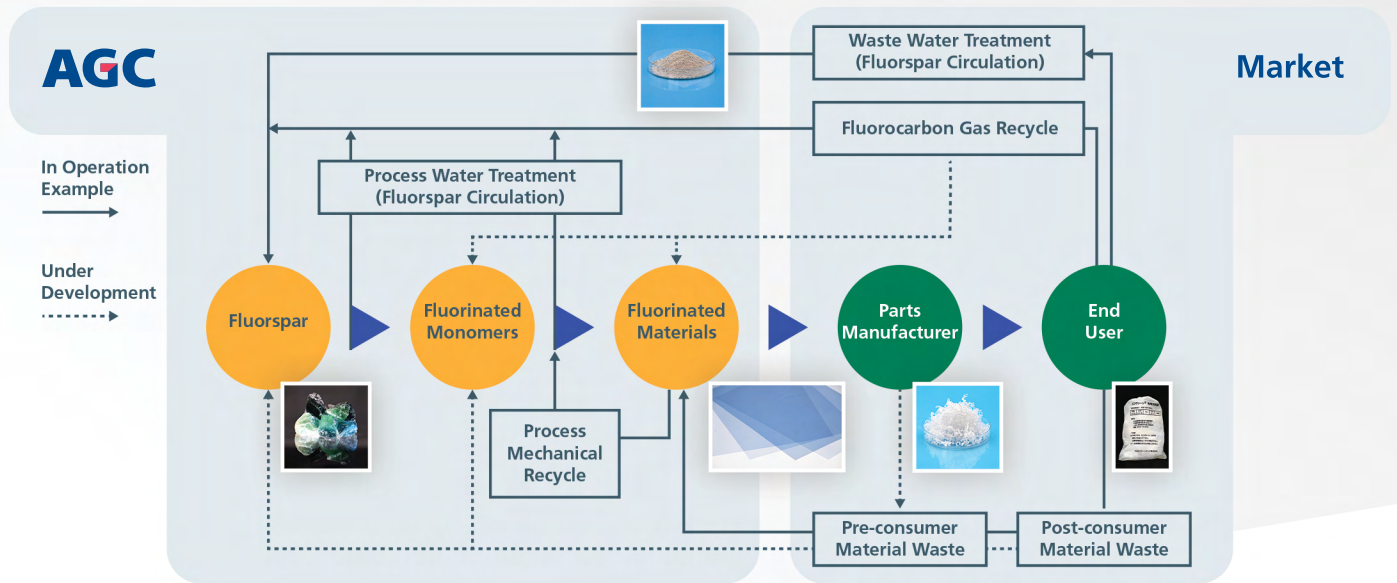 AGC
Market
Waste Water Treatment
(Fluorspar Circulation)
Fluorocarbon Gas Recycle
In Operation
Example
Process Water Treatment
(Fluorspar Circulation)
Under
Development
Fluorspar
Fluorinated
Monomers
Fluorinated
Materials
Parts
Manufacturer
End
User
Process
Mechanical
Recycle
Pre-consumer
Material Waste
Post-consumer
Material Waste